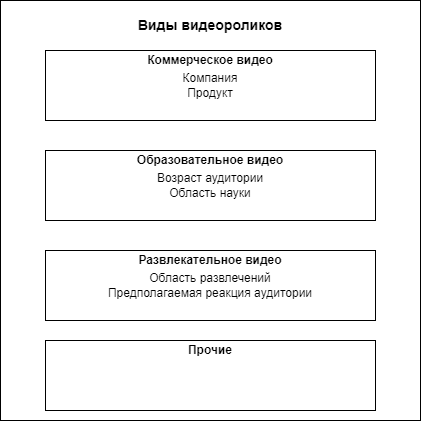 Виды видеороликов
Коммерческое видео
Компания
Продукт
Образовательное видео
Возраст аудитории
Область науки
Развлекательное видео
Область развлечений
Предполагаемая реакция аудитории
Прочие